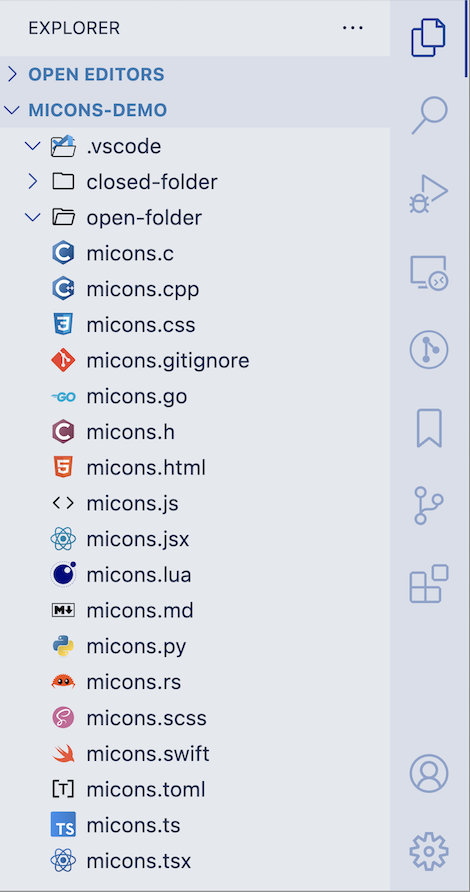 EXPLORER
OPEN EDITORS
MICONS-DEMO
.vscode
closed-folder
open-folder
micons.c
micons.cpp
micons.css
micons.gitignore
GO micons.go
micons.h
micons.html
micons.js
micons.jsx
micons.lua
micons.md
micons.py
micons.rs
micons.scss
micons.swift
[T] micons.toml
TS micons.ts
micons.tsx